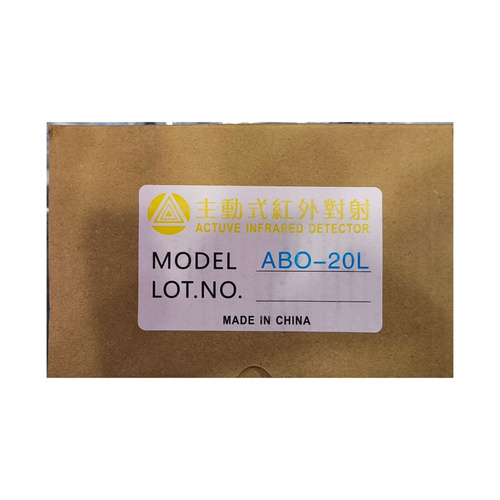 主動式紅外對射
ACTUVE INFRARED DETECTOR
MODEL ABO-20L
LOT.NO.
MADE IN CHINA